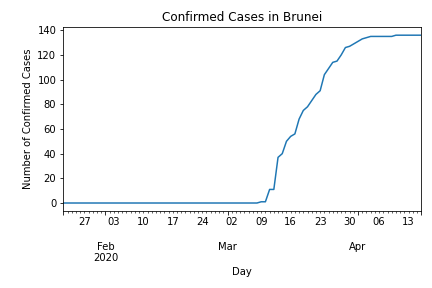 Confirmed Cases in Brunei
140
120
100
80
60
40
20
0
Number of Confirmed Cases
27 03 10 17 24 02 09 16 23 30 06 13
Feb Mar Apr
2020
Day